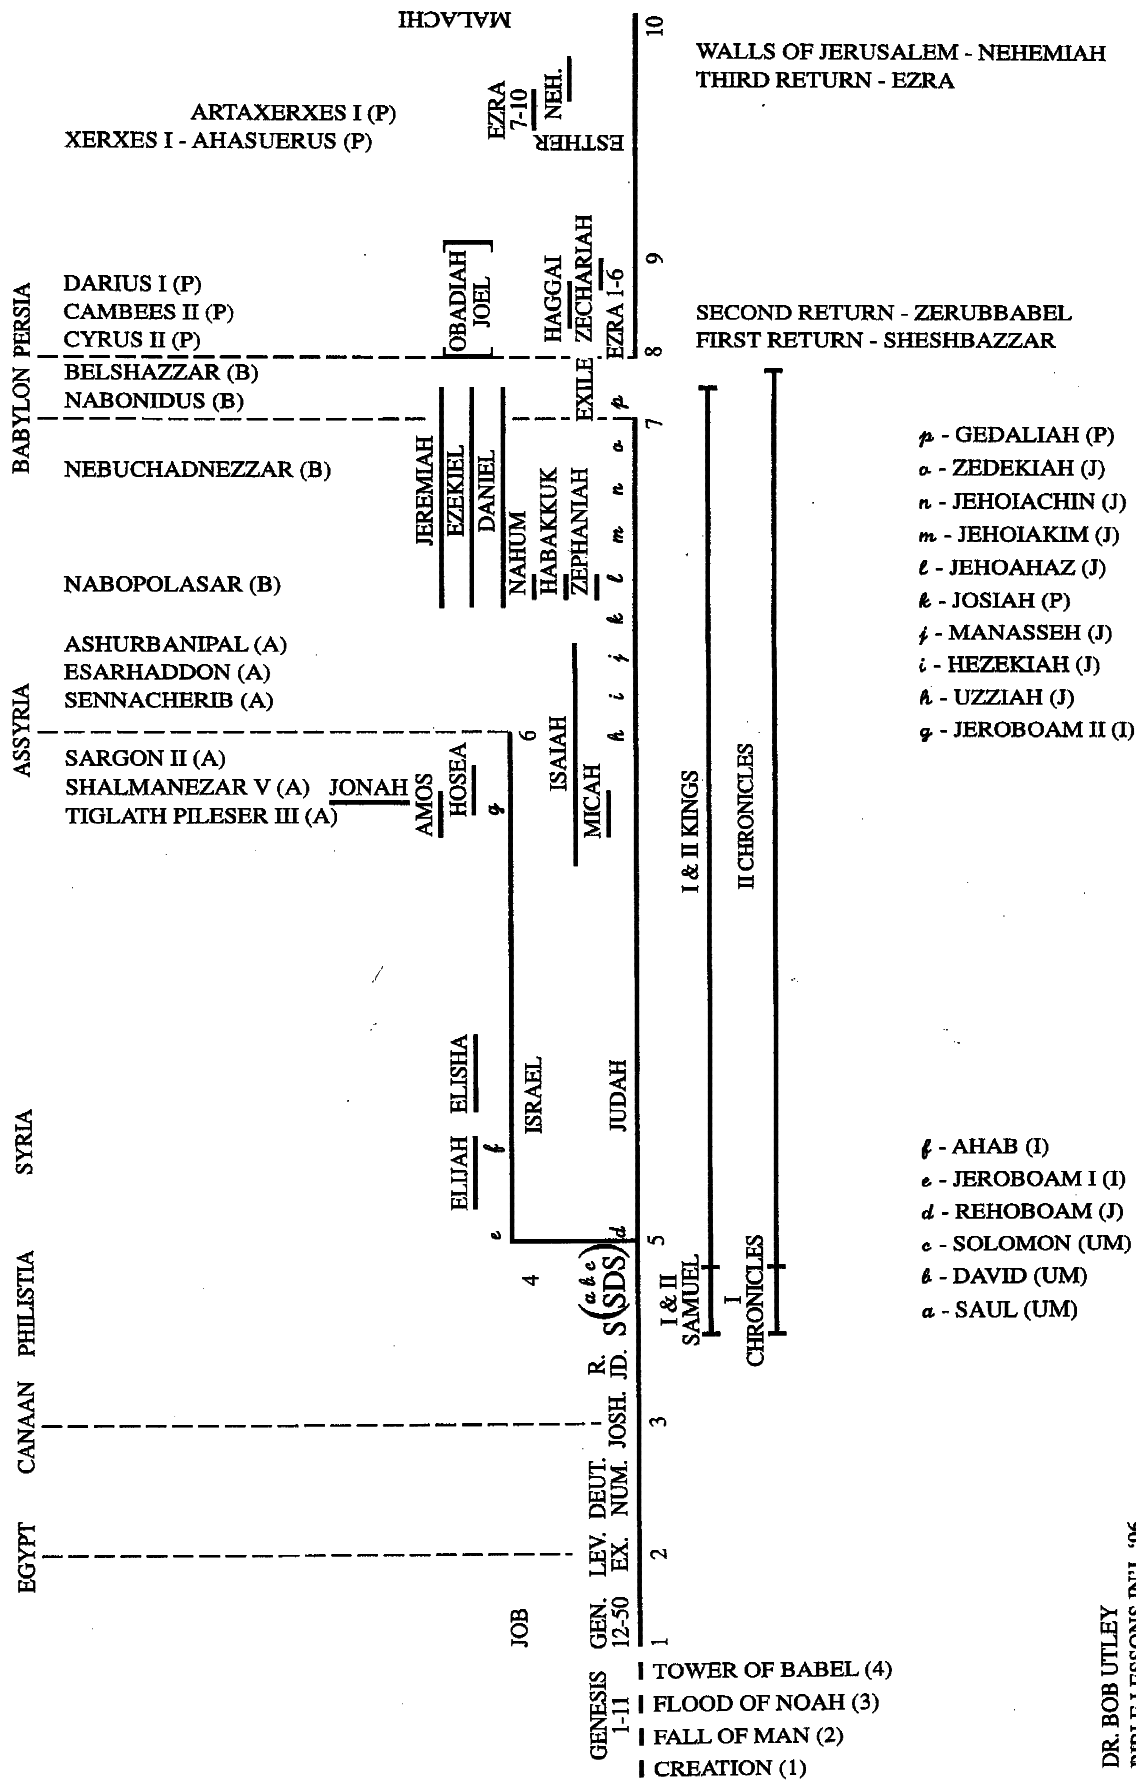 MALACHI
10
WALLS OF JERUSALEM - NEHEMIAH
THIRD RETURN - EZRA
EZRA
7-10
NEH.
ESTHER
ARTAXERXES I (P)
XERXES I - AHASUERUS (P)
PERSIA
DARIUS I (P)
CAMBEES II (P)
CYRUS II (P)
[OBADIAH
JOEL]
HAGGAI
ZECHARIAH
EZRA 1-6
9
8
SECOND RETURN - ZERUBBABEL
FIRST RETURN - SHESHBAZZAR
BABYLON
BELSHAZZAR (B)
NABONIDUS (B)
NEBUCHADNEZZAR (B)
NABOPOLASAR (B)
EXILE
p
7
JEREMIAH
EZEKIEL
DANIEL
NAHUM
HABAKKUK
ZEPHANIAH
o
n
m
l
k
j
i
h
p - GEDALIAH (P)
o - ZEDEKIAH (J)
n - JEHOIACHIN (J)
m - JEHOIAKIM (J)
l - JEHOAHAZ (J)
k - JOSIAH (P)
j - MANASSEH (J)
i - HEZEKIAH (J)
h - UZZIAH (J)
g - JEROBOAM II (I)
ASSYRIA
ASHURBANIPAL (A)
ESARHADDON (A)
SENNACHERIB (A)
SARGON II (A)
SHALMANEZAR V (A)
TIGLATH PILESER III (A)
JONAH
AMOS
HOSEA
g
6
ISAIAH
MICAH
I & II KINGS
II CHRONICLES
SYRIA
ELISHA
ELIJAH
f
e
ISRAEL
JUDAH
d
5
f - AHAB (I)
e - JEROBOAM I (I)
d - REHOBOAM (J)
c - SOLOMON (UM)
b - DAVID (UM)
a - SAUL (UM)
PHILISTIA
4
a b c
S(SDS)
I & II
SAMUEL
I
CHRONICLES
R.
JD.
CANAAN
JOSH.
3
DEUT.
NUM.
EGYPT
LEV.
EX.
2
JOB
GEN.
12-50
1
GENESIS
1-11
TOWER OF BABEL (4)
FLOOD OF NOAH (3)
FALL OF MAN (2)
CREATION (1)
DR. BOB UTLEY
BIBLE LESSONS IN'L '96